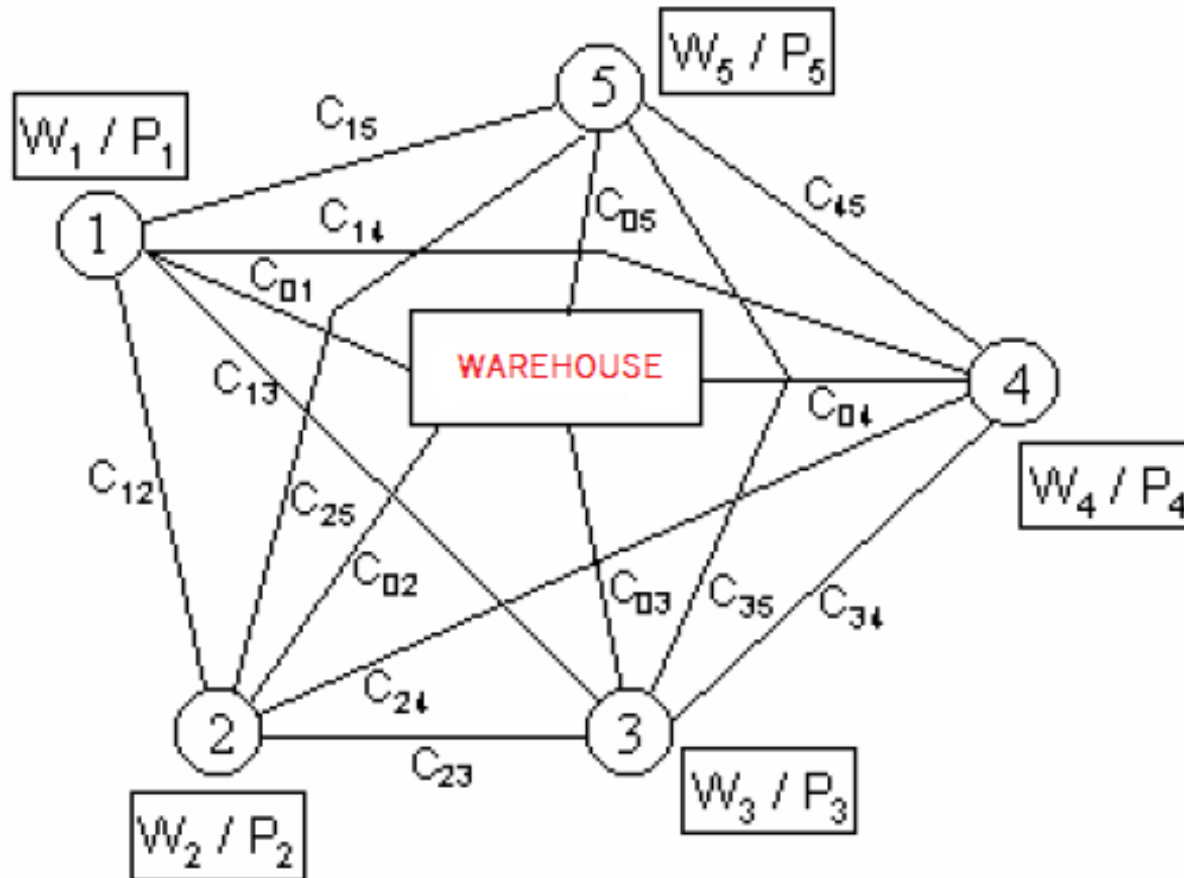 W₅ / P₅
5
C₁₅
W₁ / P₁
1
C₁₄
C₀₅
C₄₅
C₀₁
WAREHOUSE
C₁₃
4
C₀₄
C₁₂
C₂₅
W₄ / P₄
C₀₂
C₀₃
C₃₅
C₃₄
C₂₄
2
3
C₂₃
W₃ / P₃
W₂ / P₂